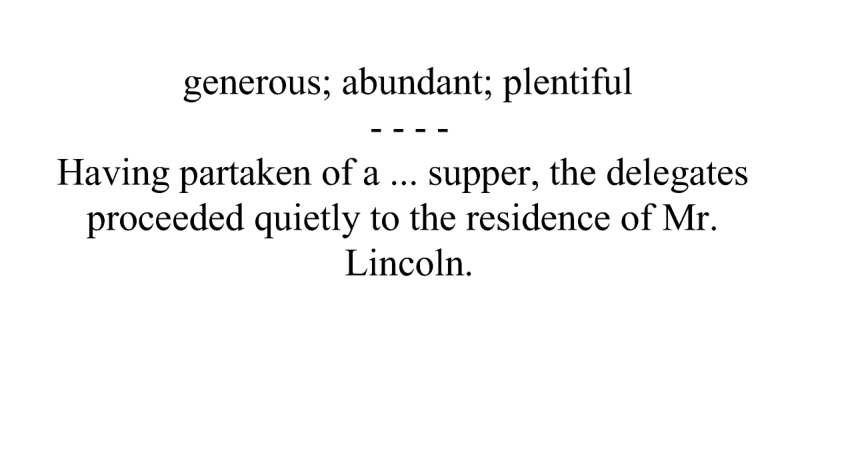 generous; abundant; plentiful
- - - -
Having partaken of a ... supper, the delegates
proceeded quietly to the residence of Mr.
Lincoln.